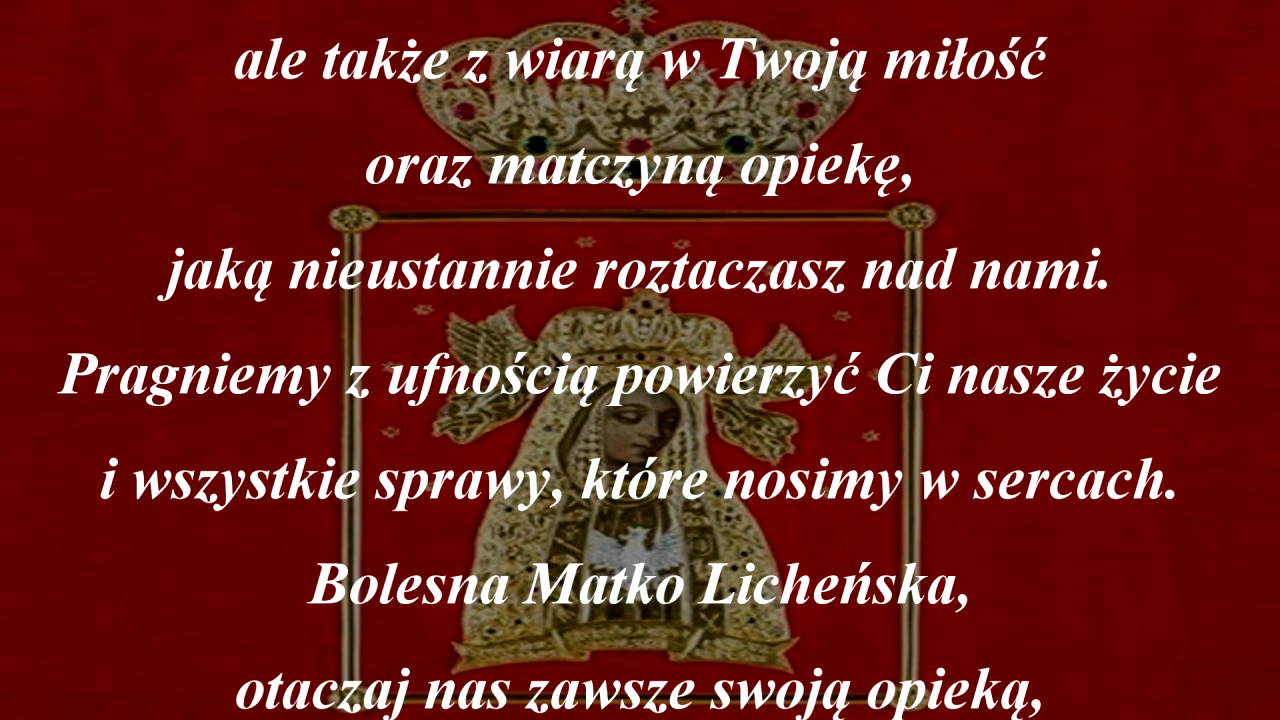 ale także z wiarą w Twoją miłość
oraz matczyną opiekę,
jaką nieustannie roztaczasz nad nami.
Pragniemy z ufnością powierzyć Ci nasze życie
i wszystkie sprawy, które nosimy w sercach.
Bolesna Matko Licheńska,
otaczaj nas zawsze swoją opieką,